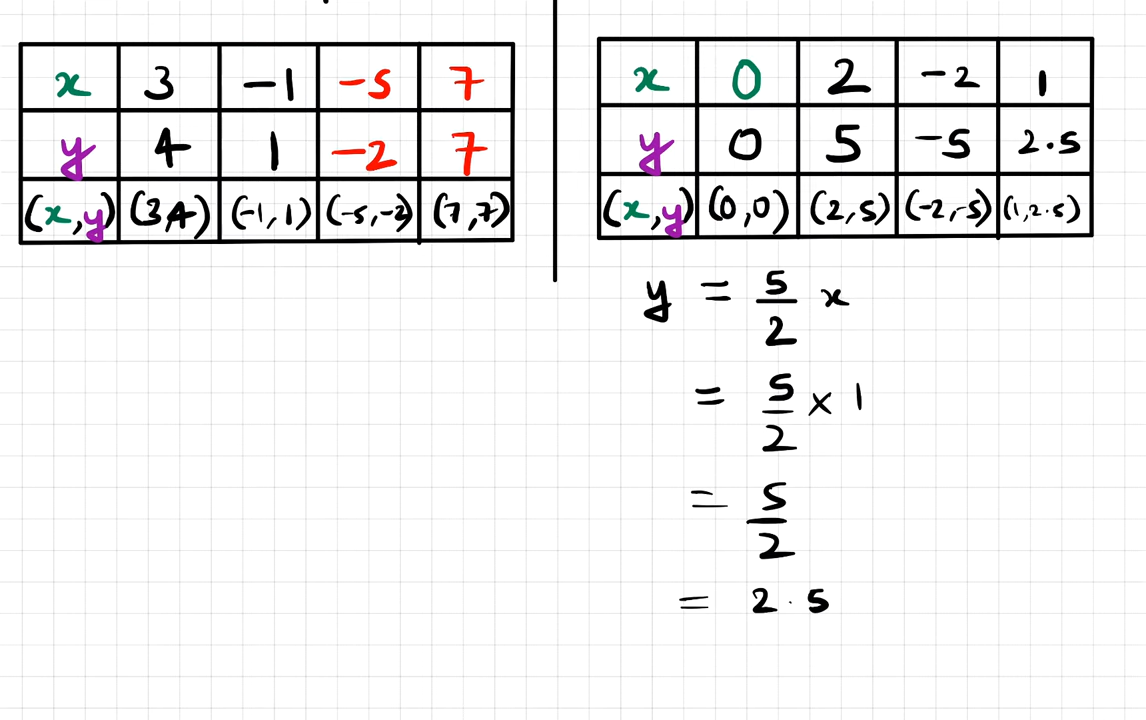 x 3 -1 -5 7
y 4 1 -2 7
(x,y) (3,4) (-1,1) (-5,-2) (7,7)
x 0 2 -2 1
y 0 5 -5 2.5
(x,y) (0,0) (2,5) (-2,-5) (1,2.5)
y = 5/2 x
= 5/2 × 1
= 5/2
= 2.5